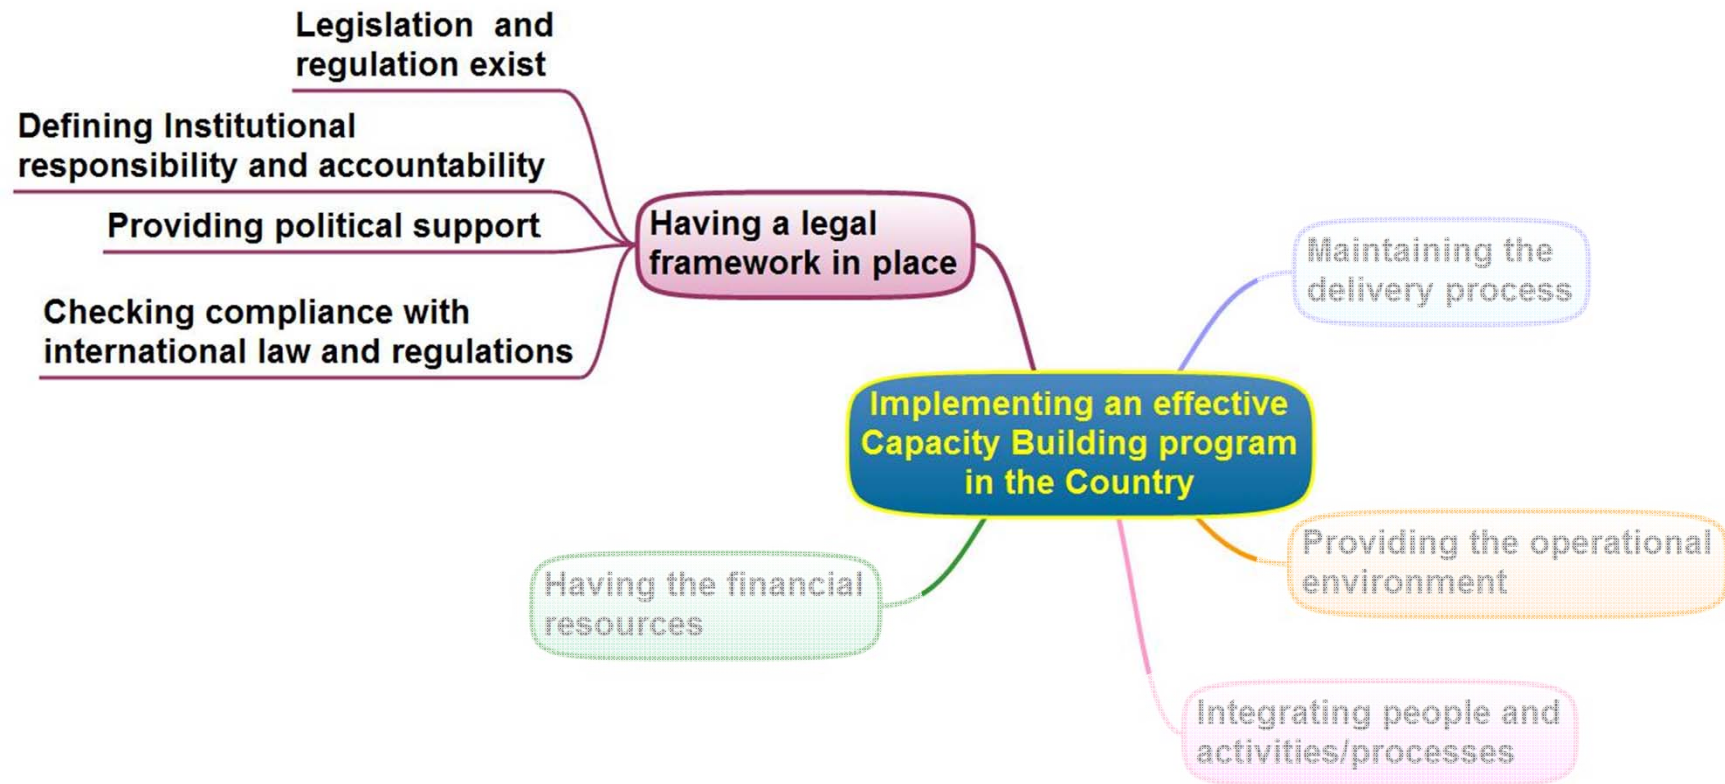 Legislation and
regulation exist
Defining Institutional
responsibility and accountability
Providing political support
Checking compliance with
international law and regulations
Having a legal
framework in place
Maintaining the
delivery process
Implementing an effective
Capacity Building program
in the Country
Having the financial
resources
Providing the operational
environment
Integrating people and
activities/processes